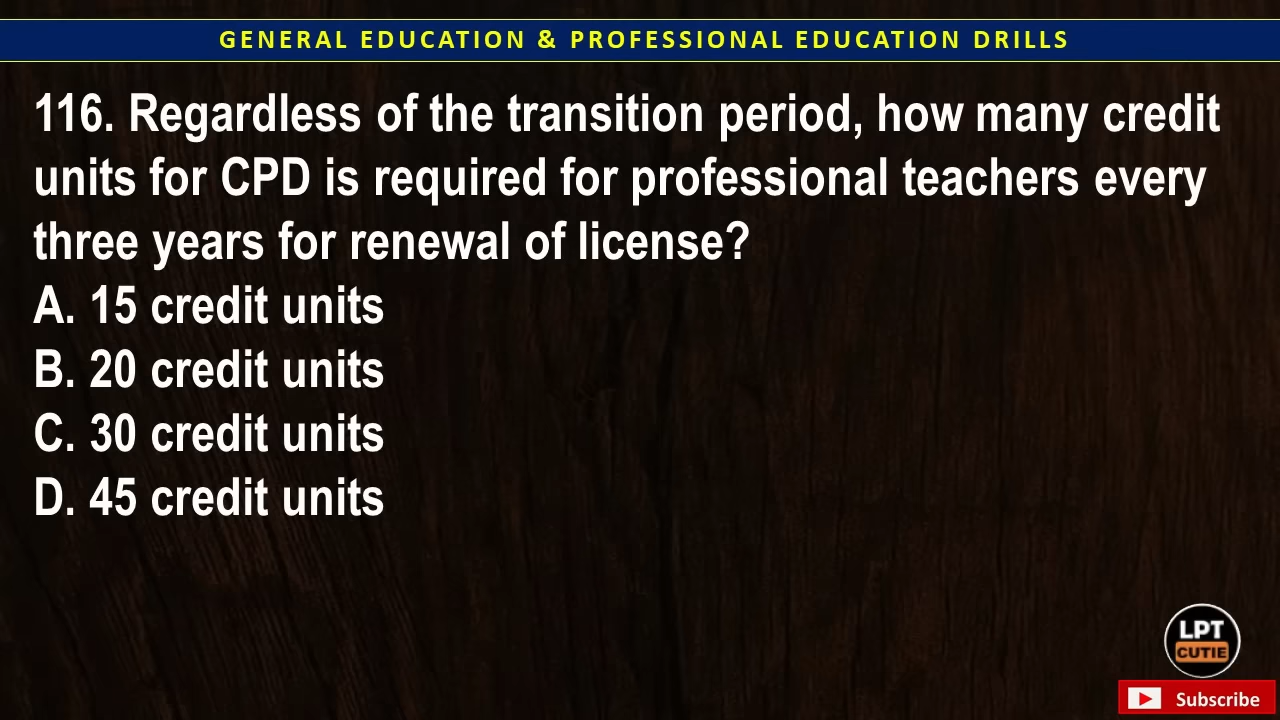 GENERAL EDUCATION & PROFESSIONAL EDUCATION DRILLS
116. Regardless of the transition period, how many credit
units for CPD is required for professional teachers every
three years for renewal of license?
A. 15 credit units
B. 20 credit units
C. 30 credit units
D. 45 credit units
LPT
CUTIE
Subscribe